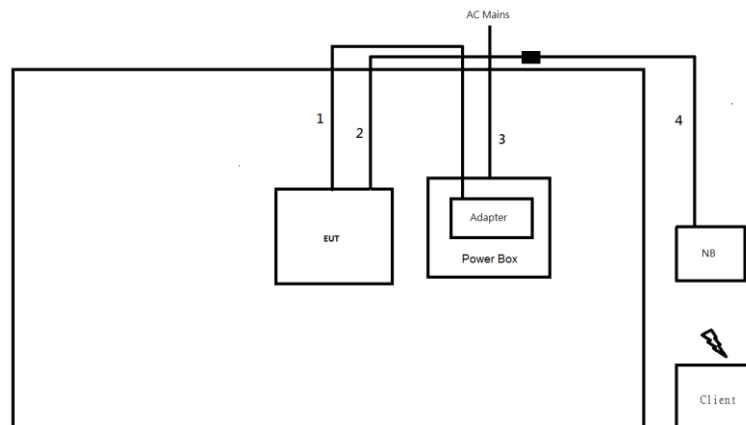 AC Mains
1
2
3
4
EUT
Adapter
Power Box
NB
Client